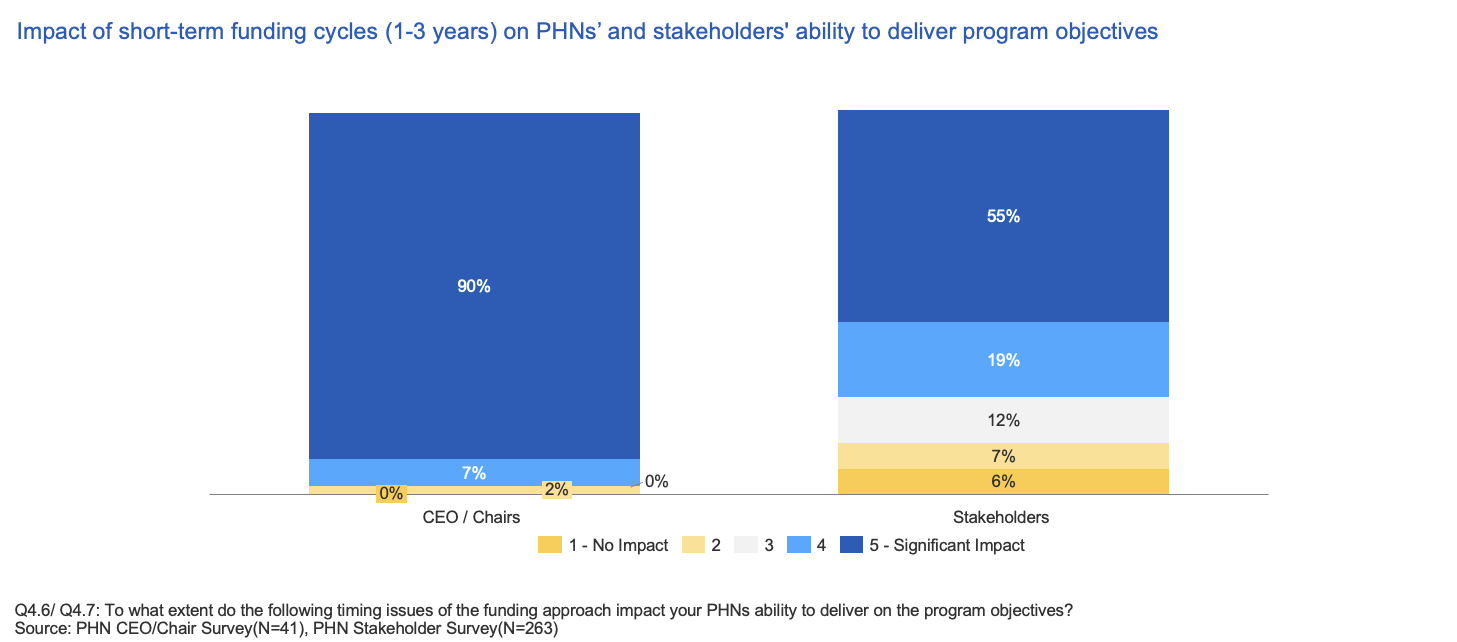 Impact of short-term funding cycles (1-3 years) on PHNs’ and stakeholders' ability to deliver program objectives
90%
7%
0%
2%
0%
55%
19%
12%
7%
6%
CEO / Chairs
Stakeholders
1 - No Impact
2
3
4
5 - Significant Impact
Q4.6/ Q4.7: To what extent do the following timing issues of the funding approach impact your PHNs ability to deliver on the program objectives?
Source: PHN CEO/Chair Survey(N=41), PHN Stakeholder Survey(N=263)